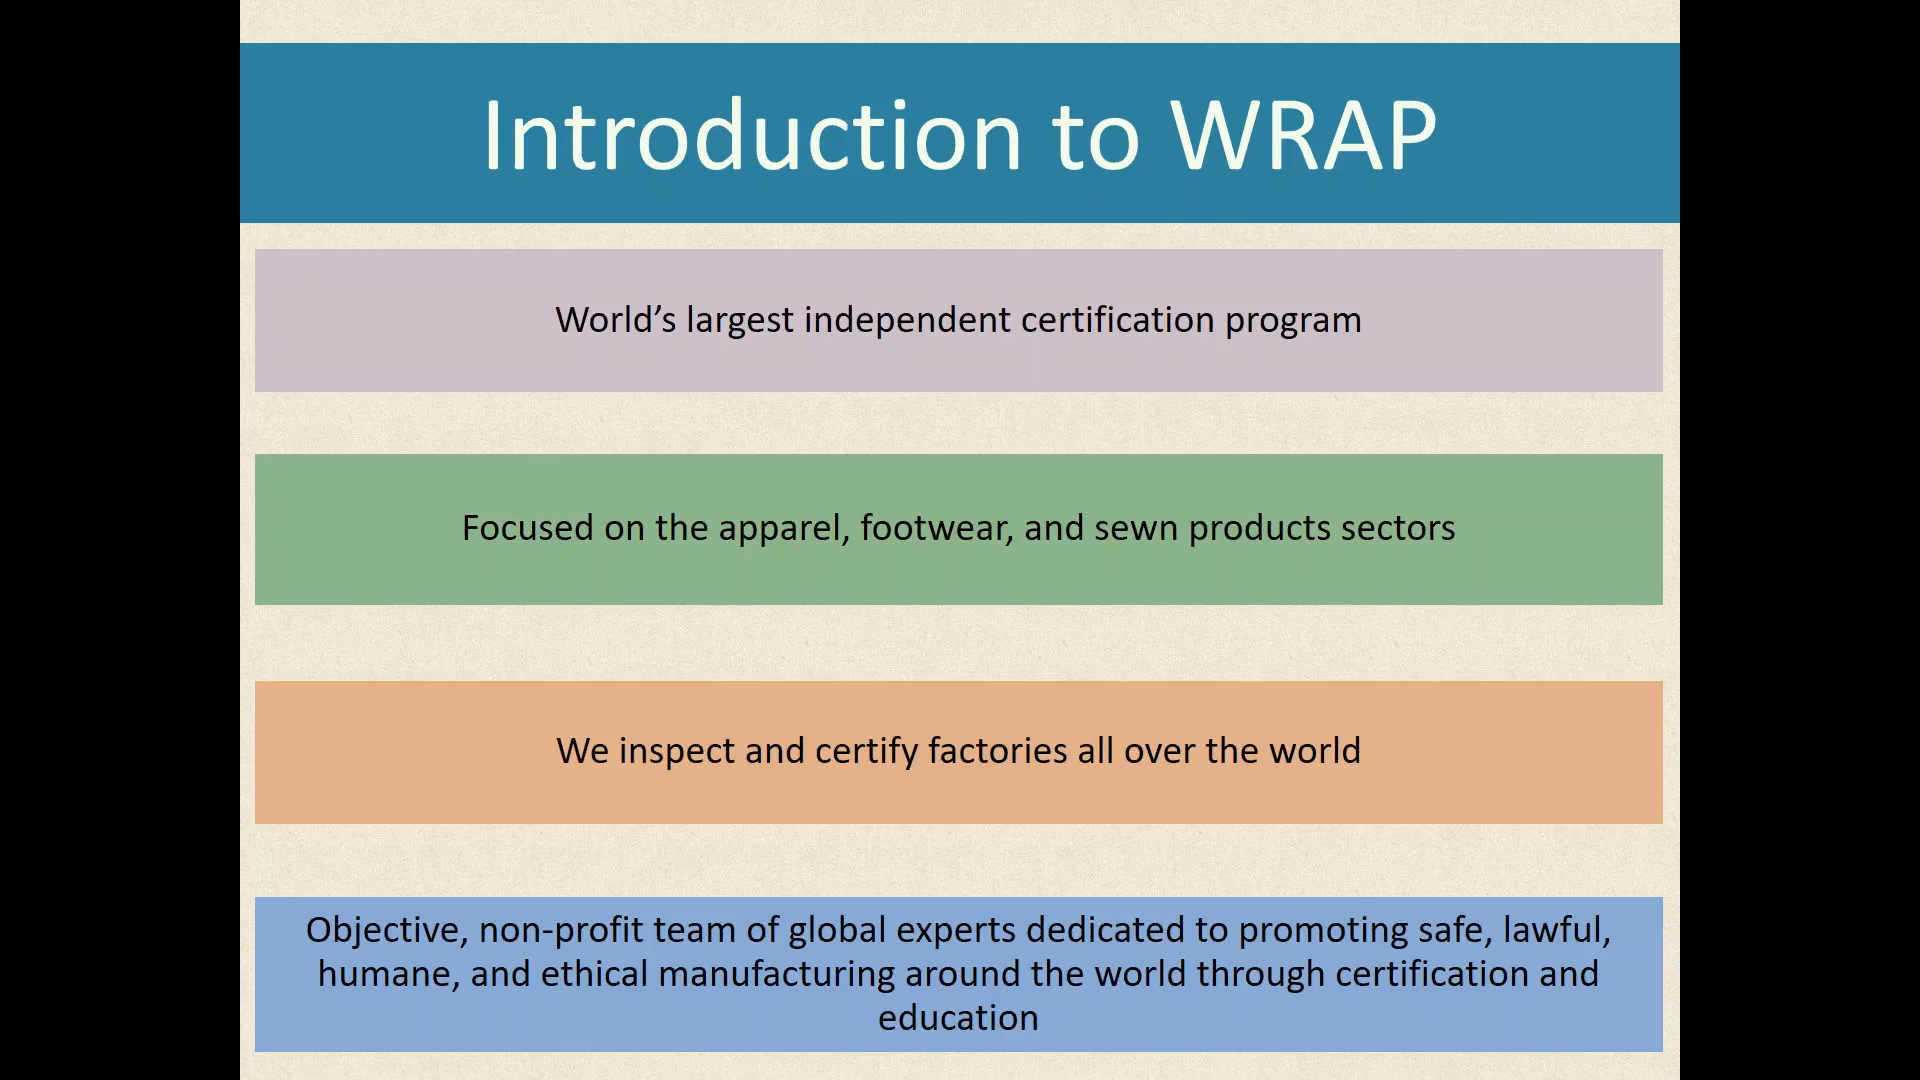 Introduction to WRAP
World’s largest independent certification program
Focused on the apparel, footwear, and sewn products sectors
We inspect and certify factories all over the world
Objective, non-profit team of global experts dedicated to promoting safe, lawful,
humane, and ethical manufacturing around the world through certification and
education